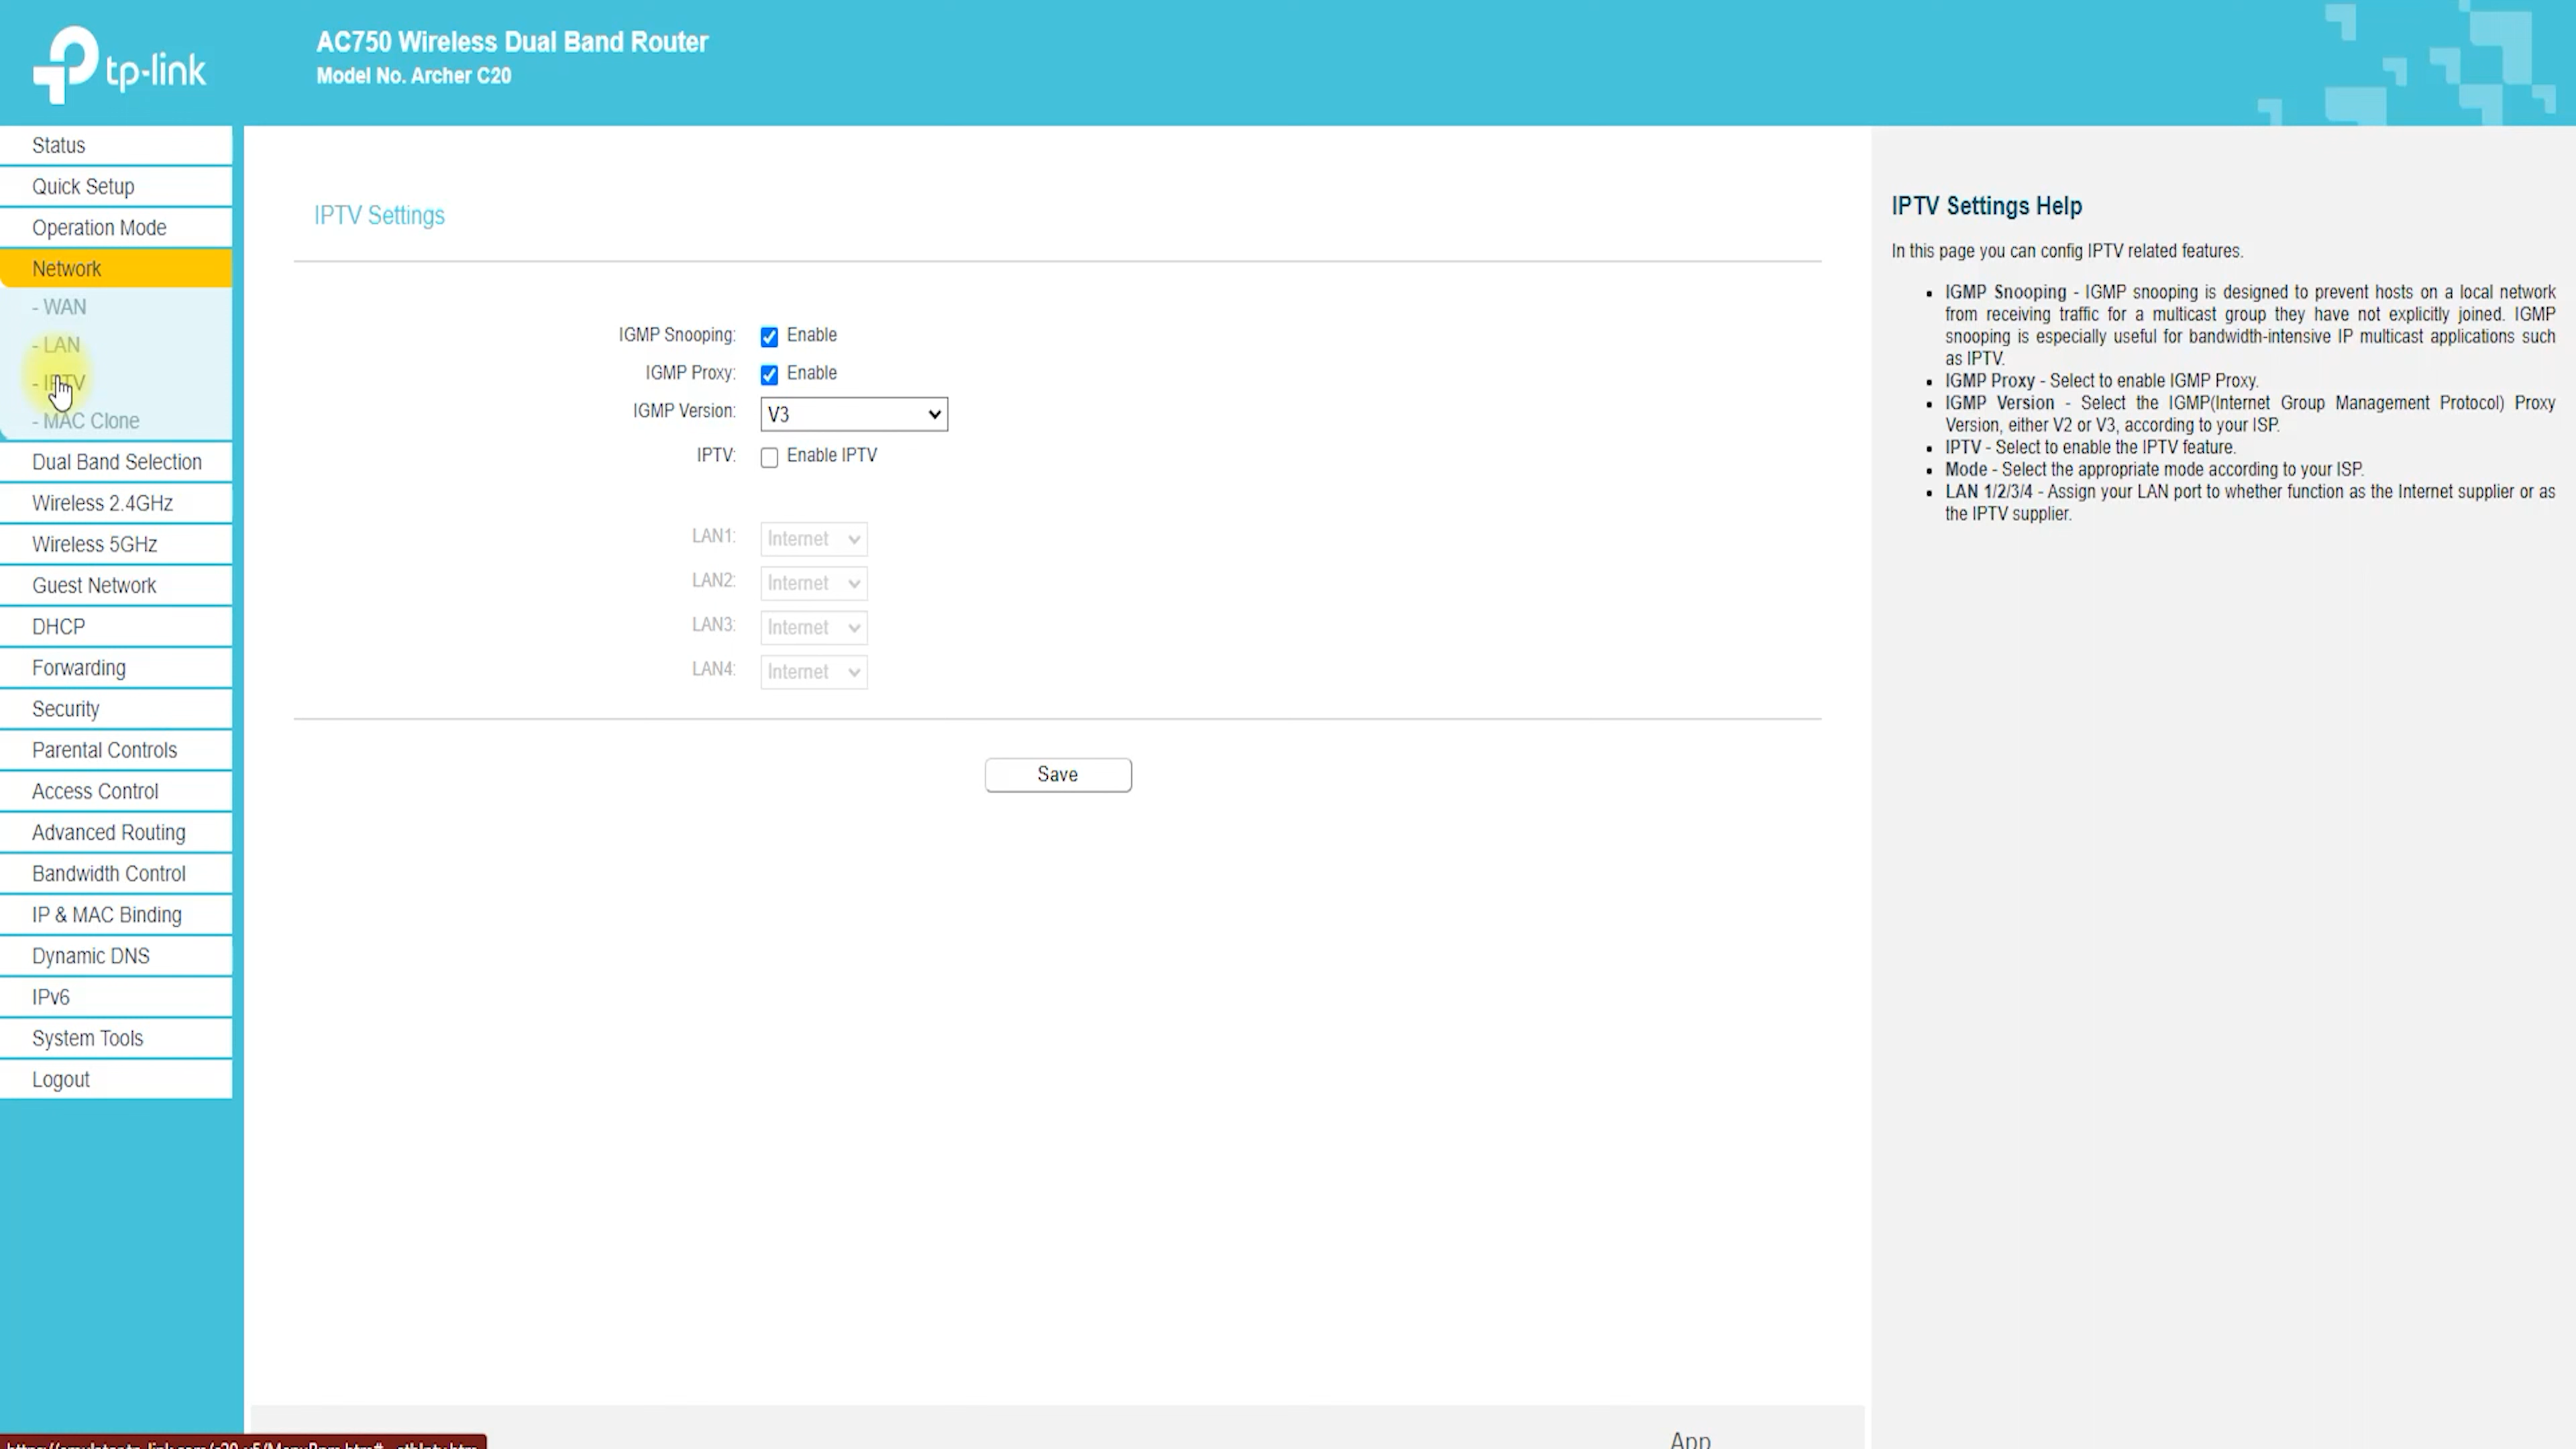 tp-link
AC750 Wireless Dual Band Router
Model No. Archer C20
Status
Quick Setup
Operation Mode
Network
- WAN
- LAN
- IPTV
- MAC Clone
Dual Band Selection
Wireless 2.4GHz
Wireless 5GHz
Guest Network
DHCP
Forwarding
Security
Parental Controls
Access Control
Advanced Routing
Bandwidth Control
IP & MAC Binding
Dynamic DNS
IPv6
System Tools
Logout
IPTV Settings
IGMP Snooping: Enable
IGMP Proxy: Enable
IGMP Version: V3
IPTV: Enable IPTV
LAN1: Internet
LAN2: Internet
LAN3: Internet
LAN4: Internet
Save
App
IPTV Settings Help
In this page you can config IPTV related features.
IGMP Snooping - IGMP snooping is designed to prevent hosts on a local network
from receiving traffic for a multicast group they have not explicitly joined. IGMP
snooping is especially useful for bandwidth-intensive IP multicast applications such
as IPTV.
IGMP Proxy - Select to enable IGMP Proxy.
IGMP Version - Select the IGMP(Internet Group Management Protocol) Proxy
Version, either V2 or V3, according to your ISP.
IPTV - Select to enable the IPTV feature.
Mode - Select the appropriate mode according to your ISP.
LAN 1/2/3/4 - Assign your LAN port to whether function as the Internet supplier or as
the IPTV supplier.